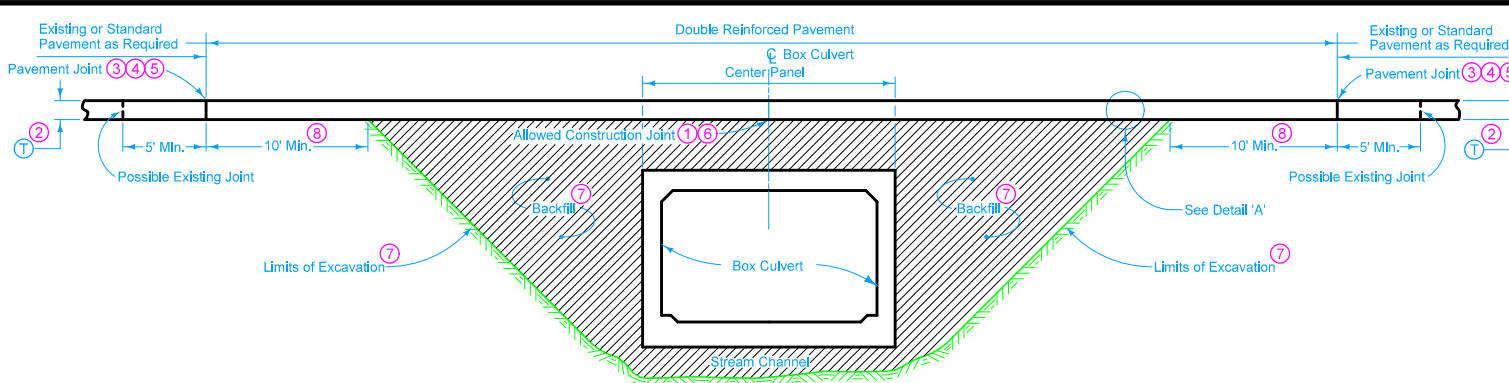 Existing or Standard
Pavement as Required
Double Reinforced Pavement
Existing or Standard
Pavement as Required
℄ Box Culvert
Center Panel
Pavement Joint 3 4 5
Pavement Joint 3 4 5
2
T
5' Min.
10' Min.
8
Allowed Construction Joint 1 6
8
10' Min.
5' Min.
2
T
Possible Existing Joint
Possible Existing Joint
Backfill 7
Backfill 7
See Detail 'A'
Limits of Excavation 7
Box Culvert
Limits of Excavation 7
Stream Channel